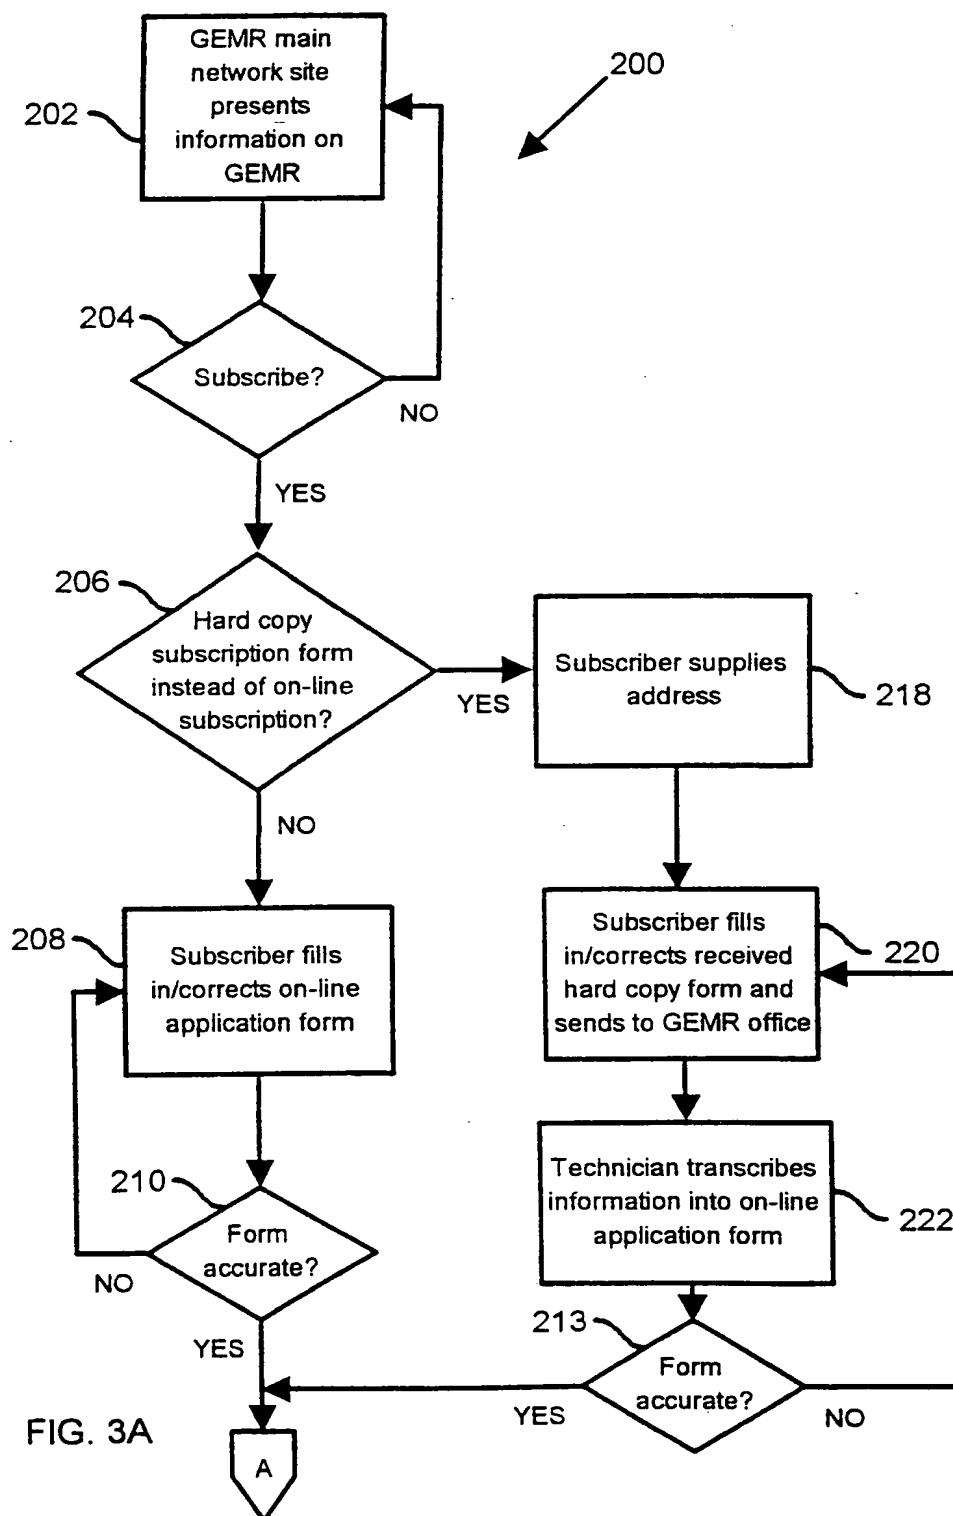 GEMR main
network site
presents
information on
GEMR
200
202
204
Subscribe?
NO
YES
206
Hard copy
subscription form
instead of on-line
subscription?
YES
Subscriber supplies
address
218
NO
208
Subscriber fills
in/corrects on-line
application form
Subscriber fills
in/corrects received
hard copy form and
sends to GEMR office
220
210
Form
accurate?
NO
YES
Technician transcribes
information into on-line
application form
222
213
Form
accurate?
YES
NO
FIG. 3A
A